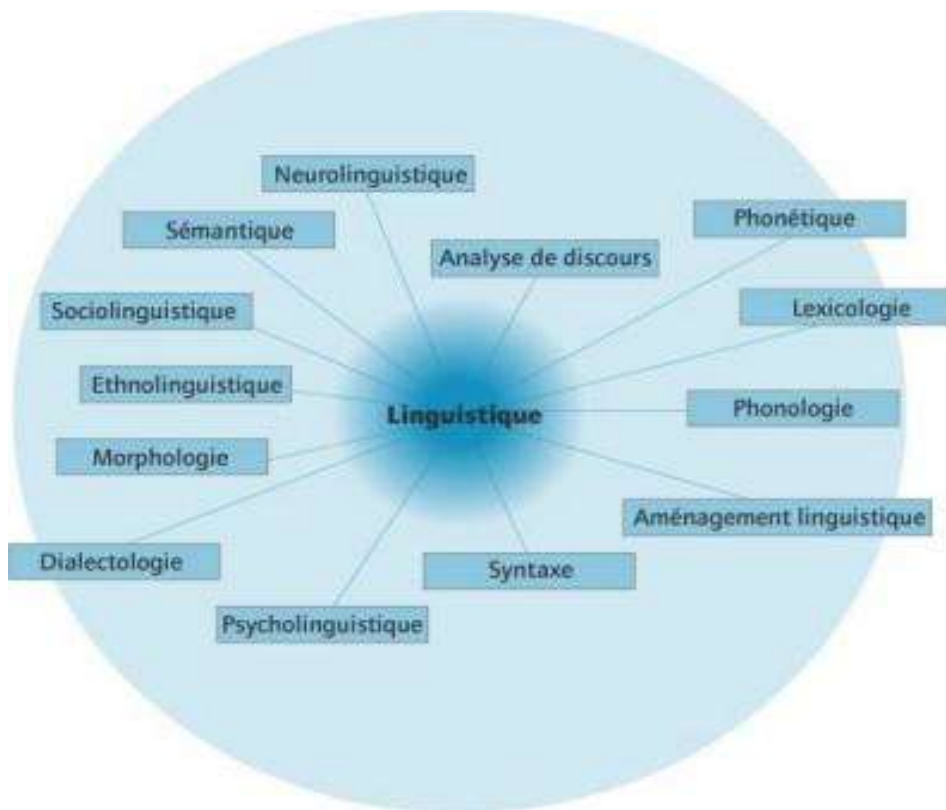 Neurolinguistique
Phonétique
Sémantique
Analyse de discours
Lexicologie
Sociolinguistique
Ethnolinguistique
Phonologie
Linguistique
Morphologie
Aménagement linguistique
Dialectologie
Syntaxe
Psycholinguistique